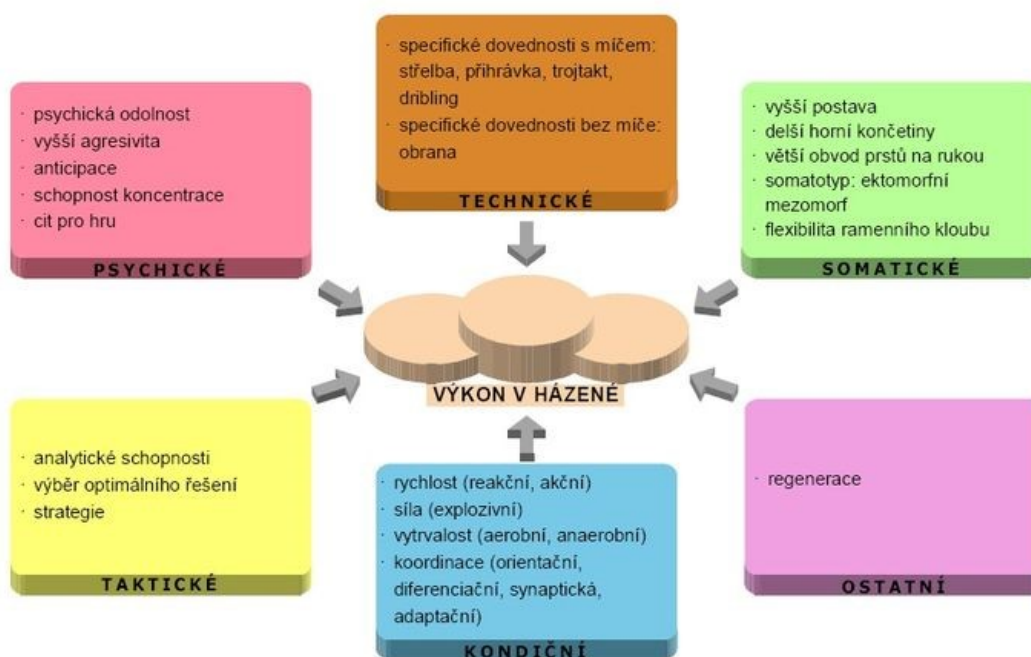 · specifické dovednosti s míčem:
střelba, přihrávka, trojtakt,
dribling
· specifické dovednosti bez míče:
obrana
TECHNICKÉ
· psychická odolnost
· vyšší agresivita
· anticipace
· schopnost koncentrace
· cit pro hru
PSYCHICKÉ
· vyšší postava
· delší horní končetiny
· větší obvod prstů na rukou
· somatotyp: ektomorfní
mezomorf
· flexibilita ramenního kloubu
SOMATICKÉ
VÝKON V HÁZENÉ
· analytické schopnosti
· výběr optimálního řešení
· strategie
TAKTICKÉ
· rychlost (reakční, akční)
· síla (explozivní)
· vytrvalost (aerobní, anaerobní)
· koordinace (orientační,
diferenciační, synaptická,
adaptační)
KONDIČNÍ
· regenerace
OSTATNÍ